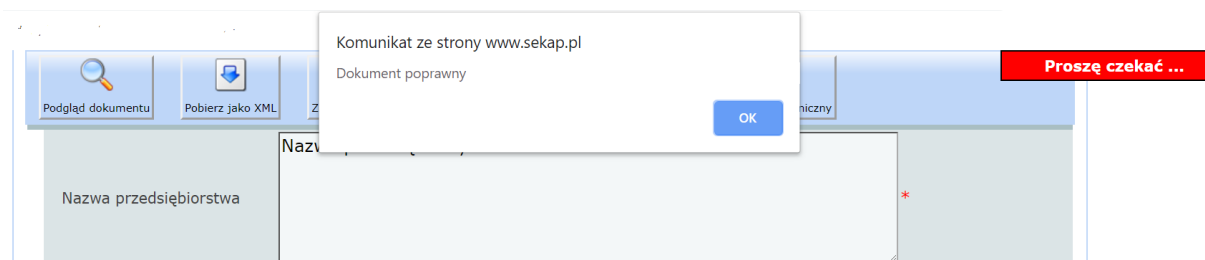 Komunikat ze strony www.sekap.pl
Dokument poprawny
OK
Proszę czekać ...
Podgląd dokumentu
Pobierz jako XML
Nazwa przedsiębiorstwa
*